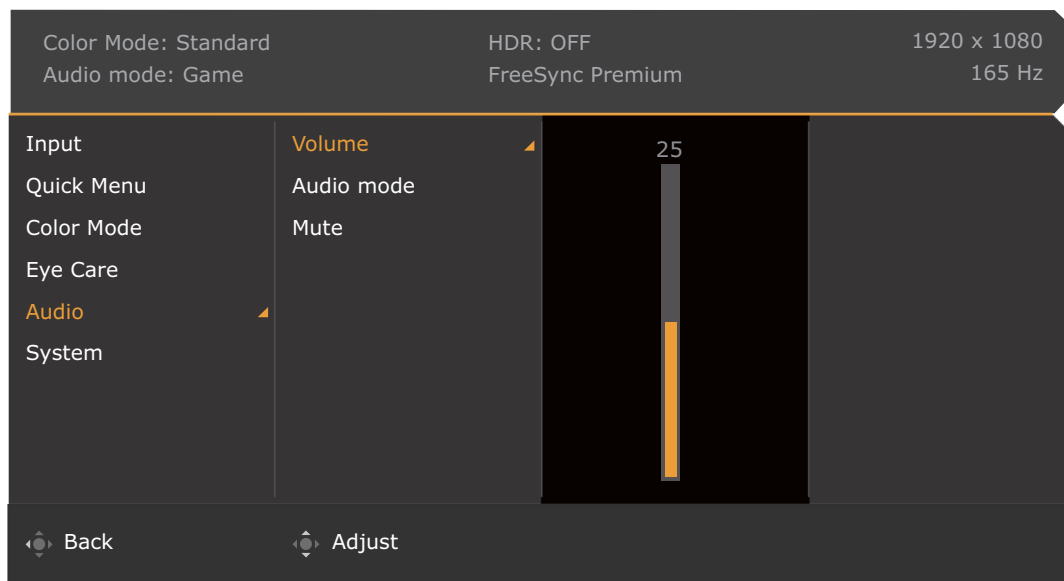 Color Mode: Standard
Audio mode: Game
HDR: OFF
FreeSync Premium
1920 x 1080
165 Hz
Input
Quick Menu
Color Mode
Eye Care
Audio
System
Volume
Audio mode
Mute
25
Back
Adjust